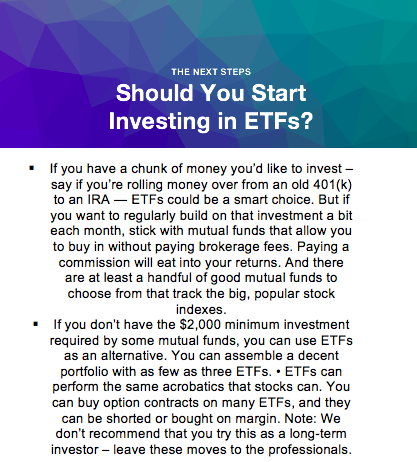 THE NEXT STEPS
Should You Start
Investing in ETFs?
▪ If you have a chunk of money you’d like to invest –
say if you’re rolling money over from an old 401(k)
to an IRA — ETFs could be a smart choice. But if
you want to regularly build on that investment a bit
each month, stick with mutual funds that allow you
to buy in without paying brokerage fees. Paying a
commission will eat into your returns. And there
are at least a handful of good mutual funds to
choose from that track the big, popular stock
indexes.
▪ If you don’t have the $2,000 minimum investment
required by some mutual funds, you can use ETFs
as an alternative. You can assemble a decent
portfolio with as few as three ETFs. • ETFs can
perform the same acrobatics that stocks can. You
can buy option contracts on many ETFs, and they
can be shorted or bought on margin. Note: We
don’t recommend that you try this as a long-term
investor – leave these moves to the professionals.